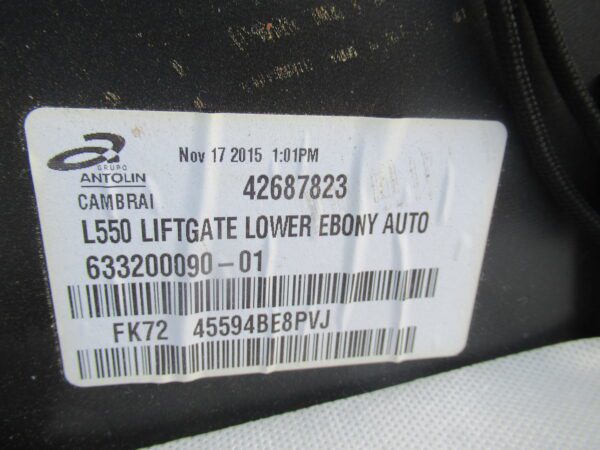 Nov 17 2015 1:01PM
GRUPO
ANTOLIN
42687823
CAMBRAI
L550 LIFTGATE LOWER EBONY AUTO
633200090-01
FK72 45594BE8PVJ